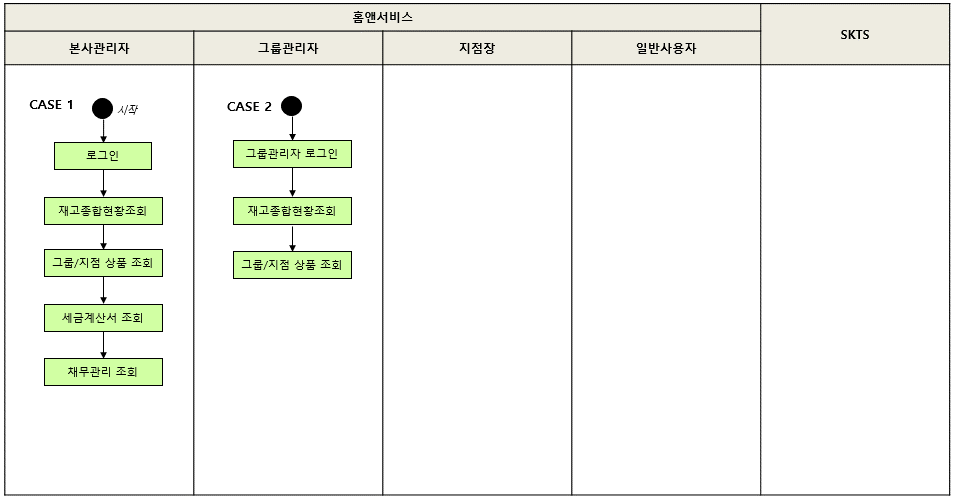 홈앤서비스
SKTS
본사관리자
그룹관리자
지점장
일반사용자
CASE 1
시작
로그인
재고종합현황조회
그룹/지점 상품 조회
세금계산서 조회
채무관리 조회
CASE 2
그룹관리자 로그인
재고종합현황조회
그룹/지점 상품 조회